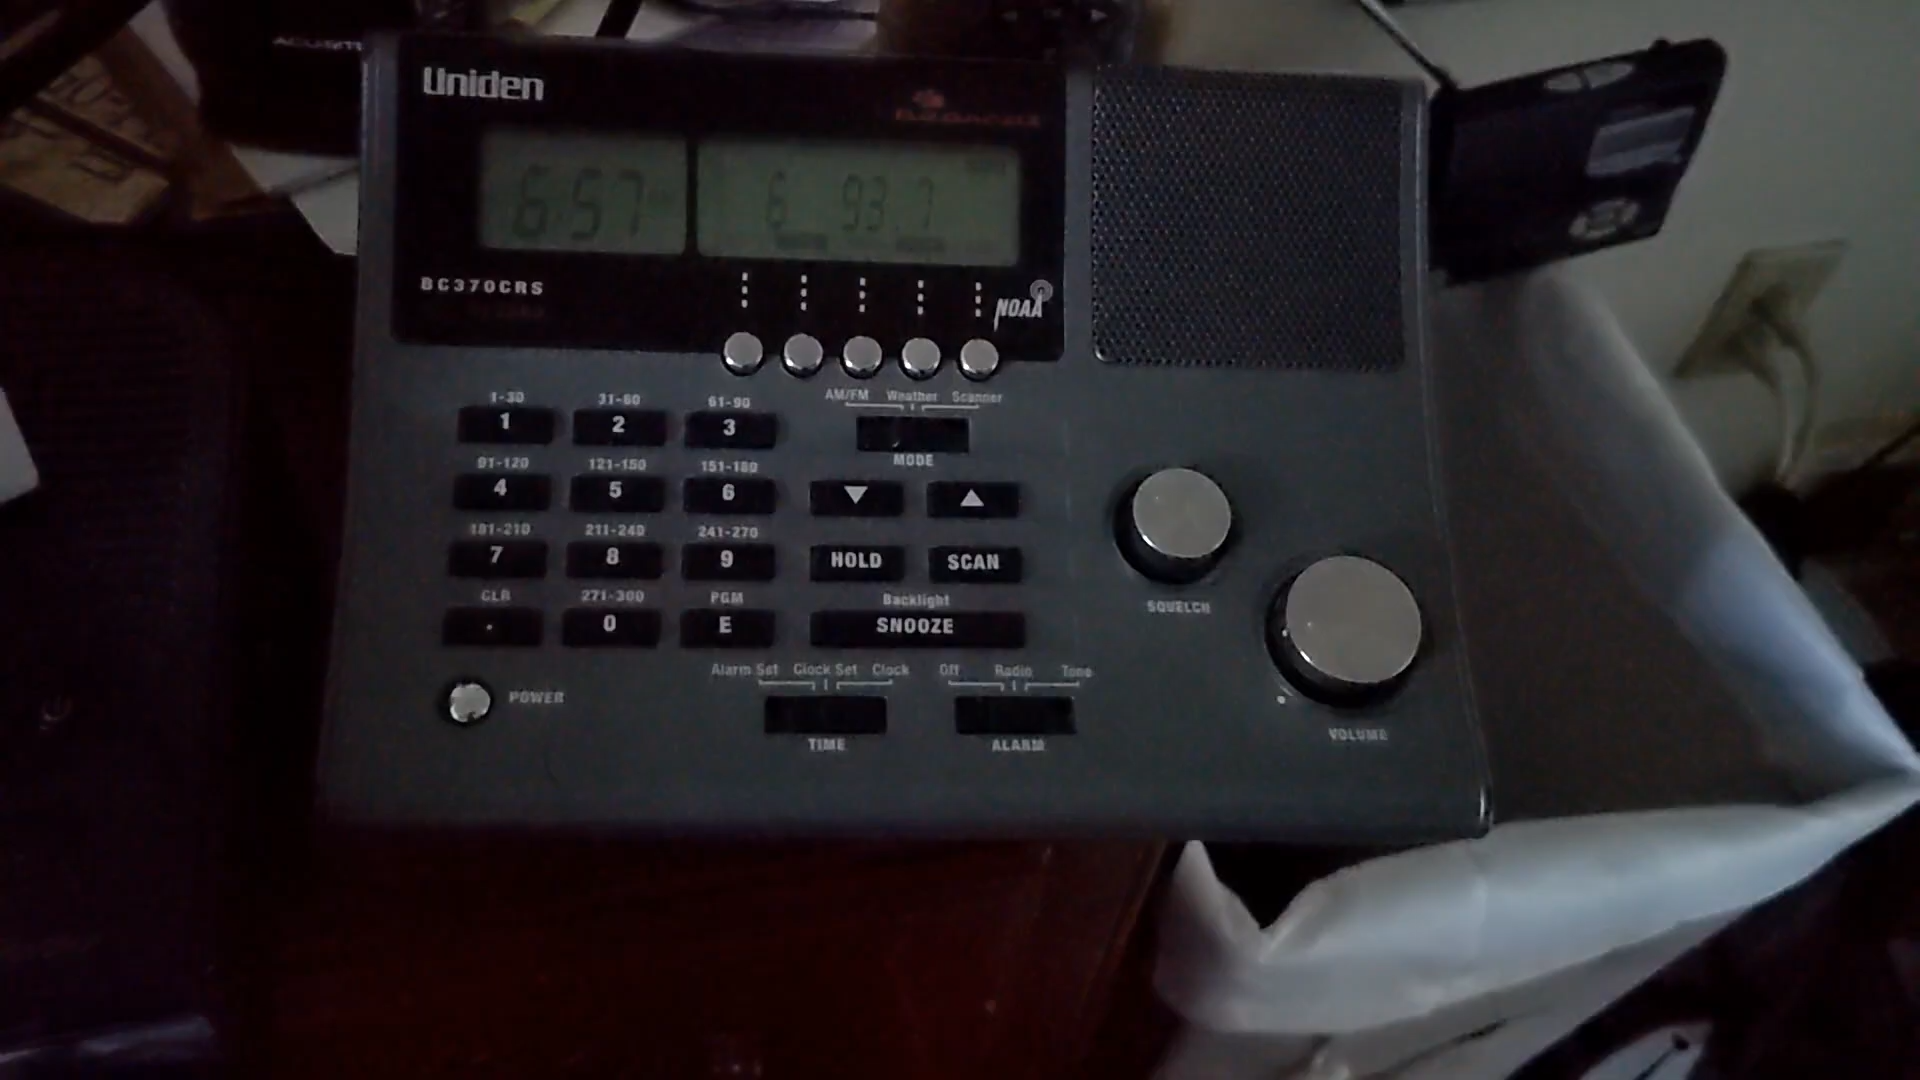 Uniden
6:57
6 93.7
BC370CRS
NOAA
AM/FM Weather Scanner
MODE
1-30 31-60 61-90
1 2 3
91-120 121-150 151-180
4 5 6 ▼ ▲
181-210 211-240 241-270
7 8 9 HOLD SCAN
CLR 271-300 PGM Backlight
. 0 E SNOOZE
SQUELCH
Alarm Set Clock Set Clock Off Radio Tone
POWER
TIME ALARM
VOLUME